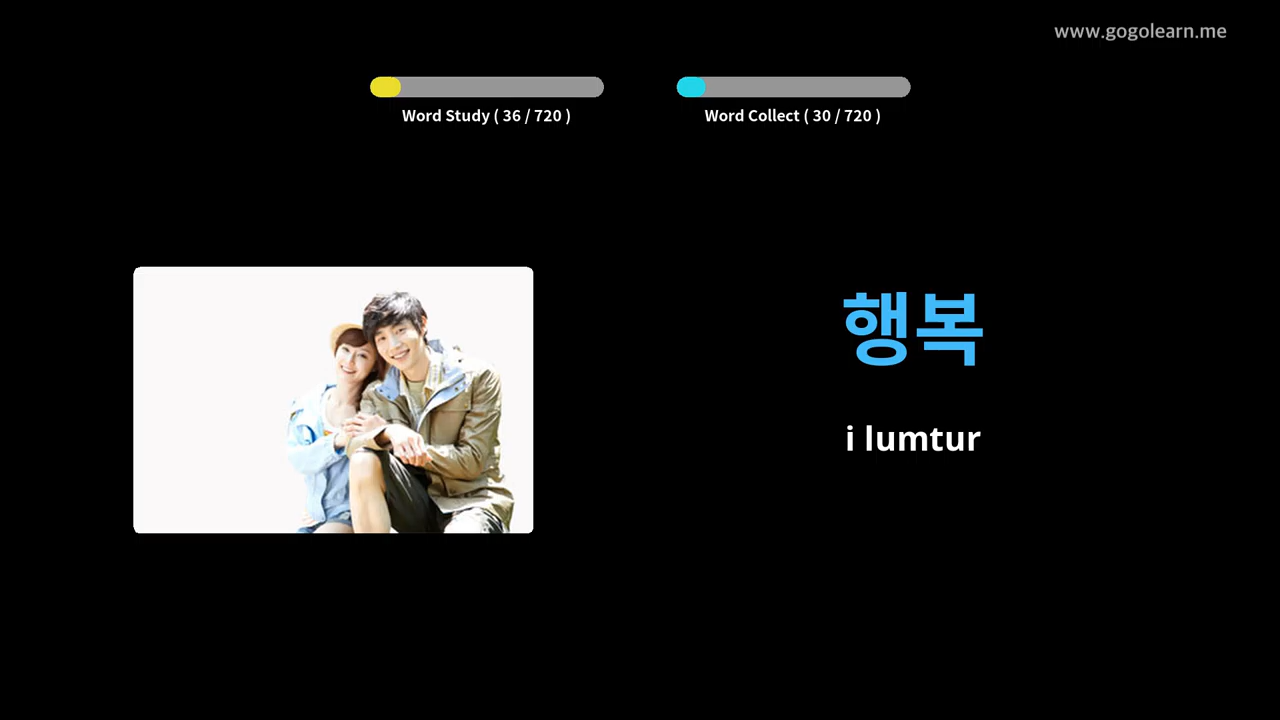 www.gogolearn.me
Word Study ( 36 / 720 )
Word Collect ( 30 / 720 )
행복
i lumtur